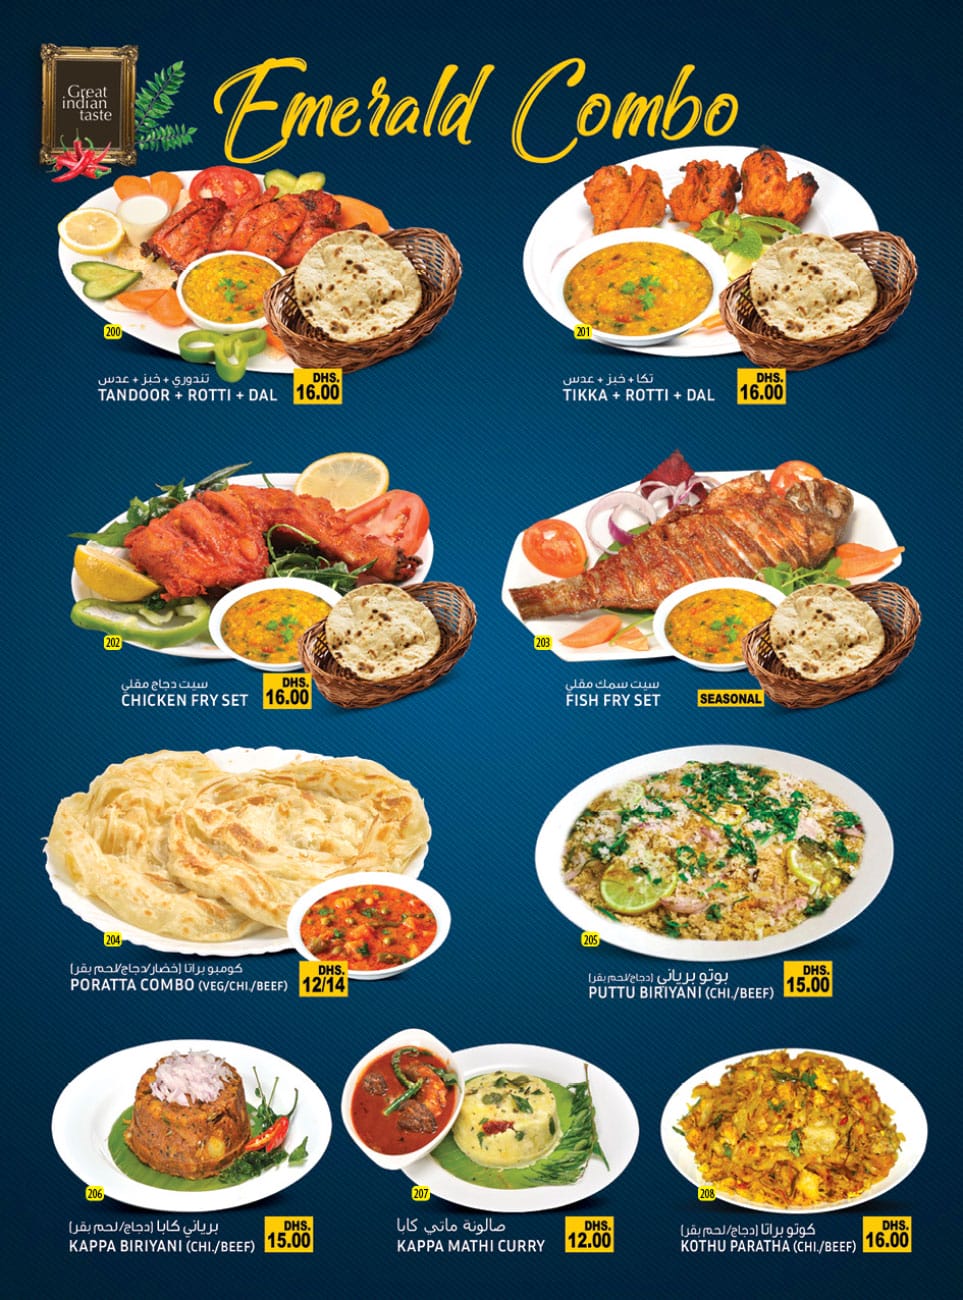 Great
indian
taste
Emerald Combo
200
تندوري + خبز + عدس
TANDOOR + ROTTI + DAL
DHS.
16.00
201
تكا + خبز + عدس
TIKKA + ROTTI + DAL
DHS.
16.00
202
سيت دجاج مقلي
CHICKEN FRY SET
DHS.
16.00
203
سيت سمك مقلي
FISH FRY SET
SEASONAL
204
كومبو براتا (خضار/دجاج/لحم بقر)
PORATTA COMBO (VEG/CHI./BEEF)
DHS.
12/14
205
بوتو برياني (دجاج/لحم بقر)
PUTTU BIRIYANI (CHI./BEEF)
DHS.
15.00
206
برياني كابا (دجاج/لحم بقر)
KAPPA BIRIYANI (CHI./BEEF)
DHS.
15.00
207
صالونة ماتي كابا
KAPPA MATHI CURRY
DHS.
12.00
208
كوتو براتا (دجاج/لحم بقر)
KOTHU PARATHA (CHI./BEEF)
DHS.
16.00